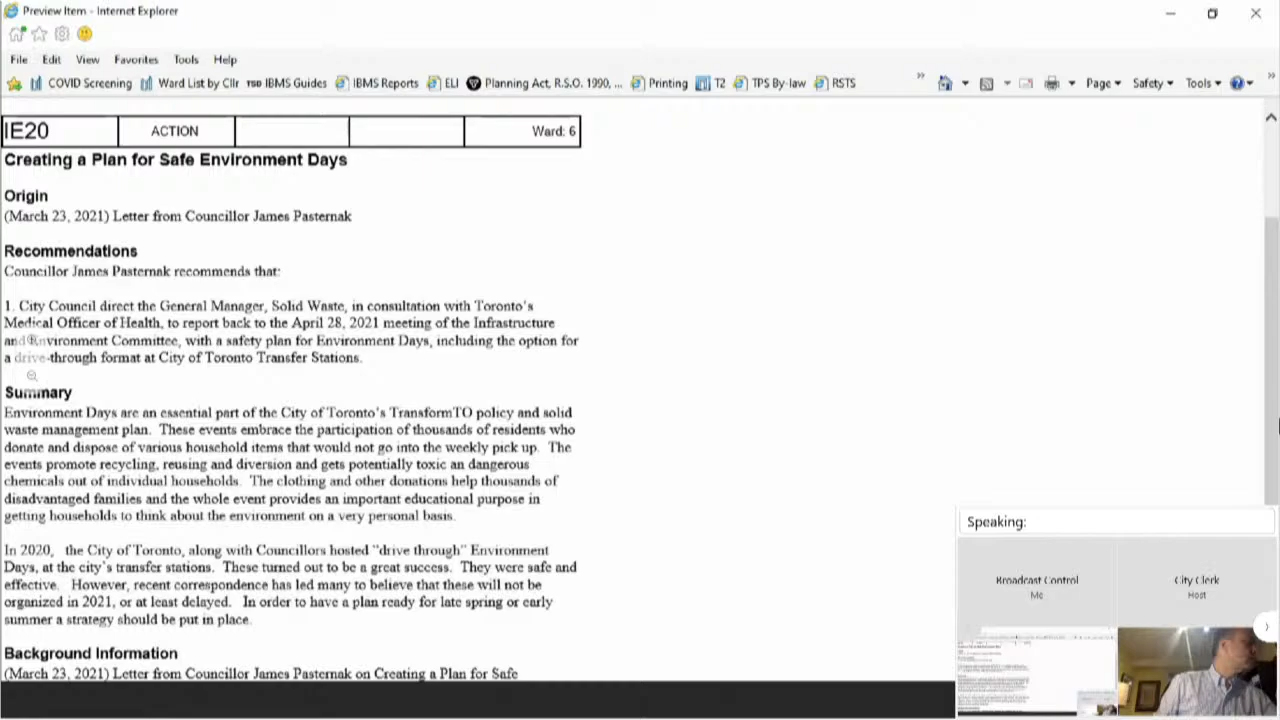 Preview Item - Internet Explorer
File Edit View Favorites Tools Help
COVID Screening Ward List by Cllr TSD IBMS Guides IBMS Reports ELI Planning Act, R.S.O. 1990, ... Printing T2 TPS By-law RSTS » Page Safety Tools »
IE20 ACTION Ward: 6
Creating a Plan for Safe Environment Days
Origin
(March 23, 2021) Letter from Councillor James Pasternak
Recommendations
Councillor James Pasternak recommends that:
1. City Council direct the General Manager, Solid Waste, in consultation with Toronto's
Medical Officer of Health, to report back to the April 28, 2021 meeting of the Infrastructure
and Environment Committee, with a safety plan for Environment Days, including the option for
a drive-through format at City of Toronto Transfer Stations.
Summary
Environment Days are an essential part of the City of Toronto's TransformTO policy and solid
waste management plan. These events embrace the participation of thousands of residents who
donate and dispose of various household items that would not go into the weekly pick up. The
events promote recycling, reusing and diversion and gets potentially toxic an dangerous
chemicals out of individual households. The clothing and other donations help thousands of
disadvantaged families and the whole event provides an important educational purpose in
getting households to think about the environment on a very personal basis.
In 2020, the City of Toronto, along with Councillors hosted "drive through" Environment
Days, at the city's transfer stations. These turned out to be a great success. They were safe and
effective. However, recent correspondence has led many to believe that these will not be
organized in 2021, or at least delayed. In order to have a plan ready for late spring or early
summer a strategy should be put in place.
Background Information
(March 23, 2021) Letter from Councillor James Pasternak on Creating a Plan for Safe
Speaking:
Broadcast Control
Me
City Clerk
Host